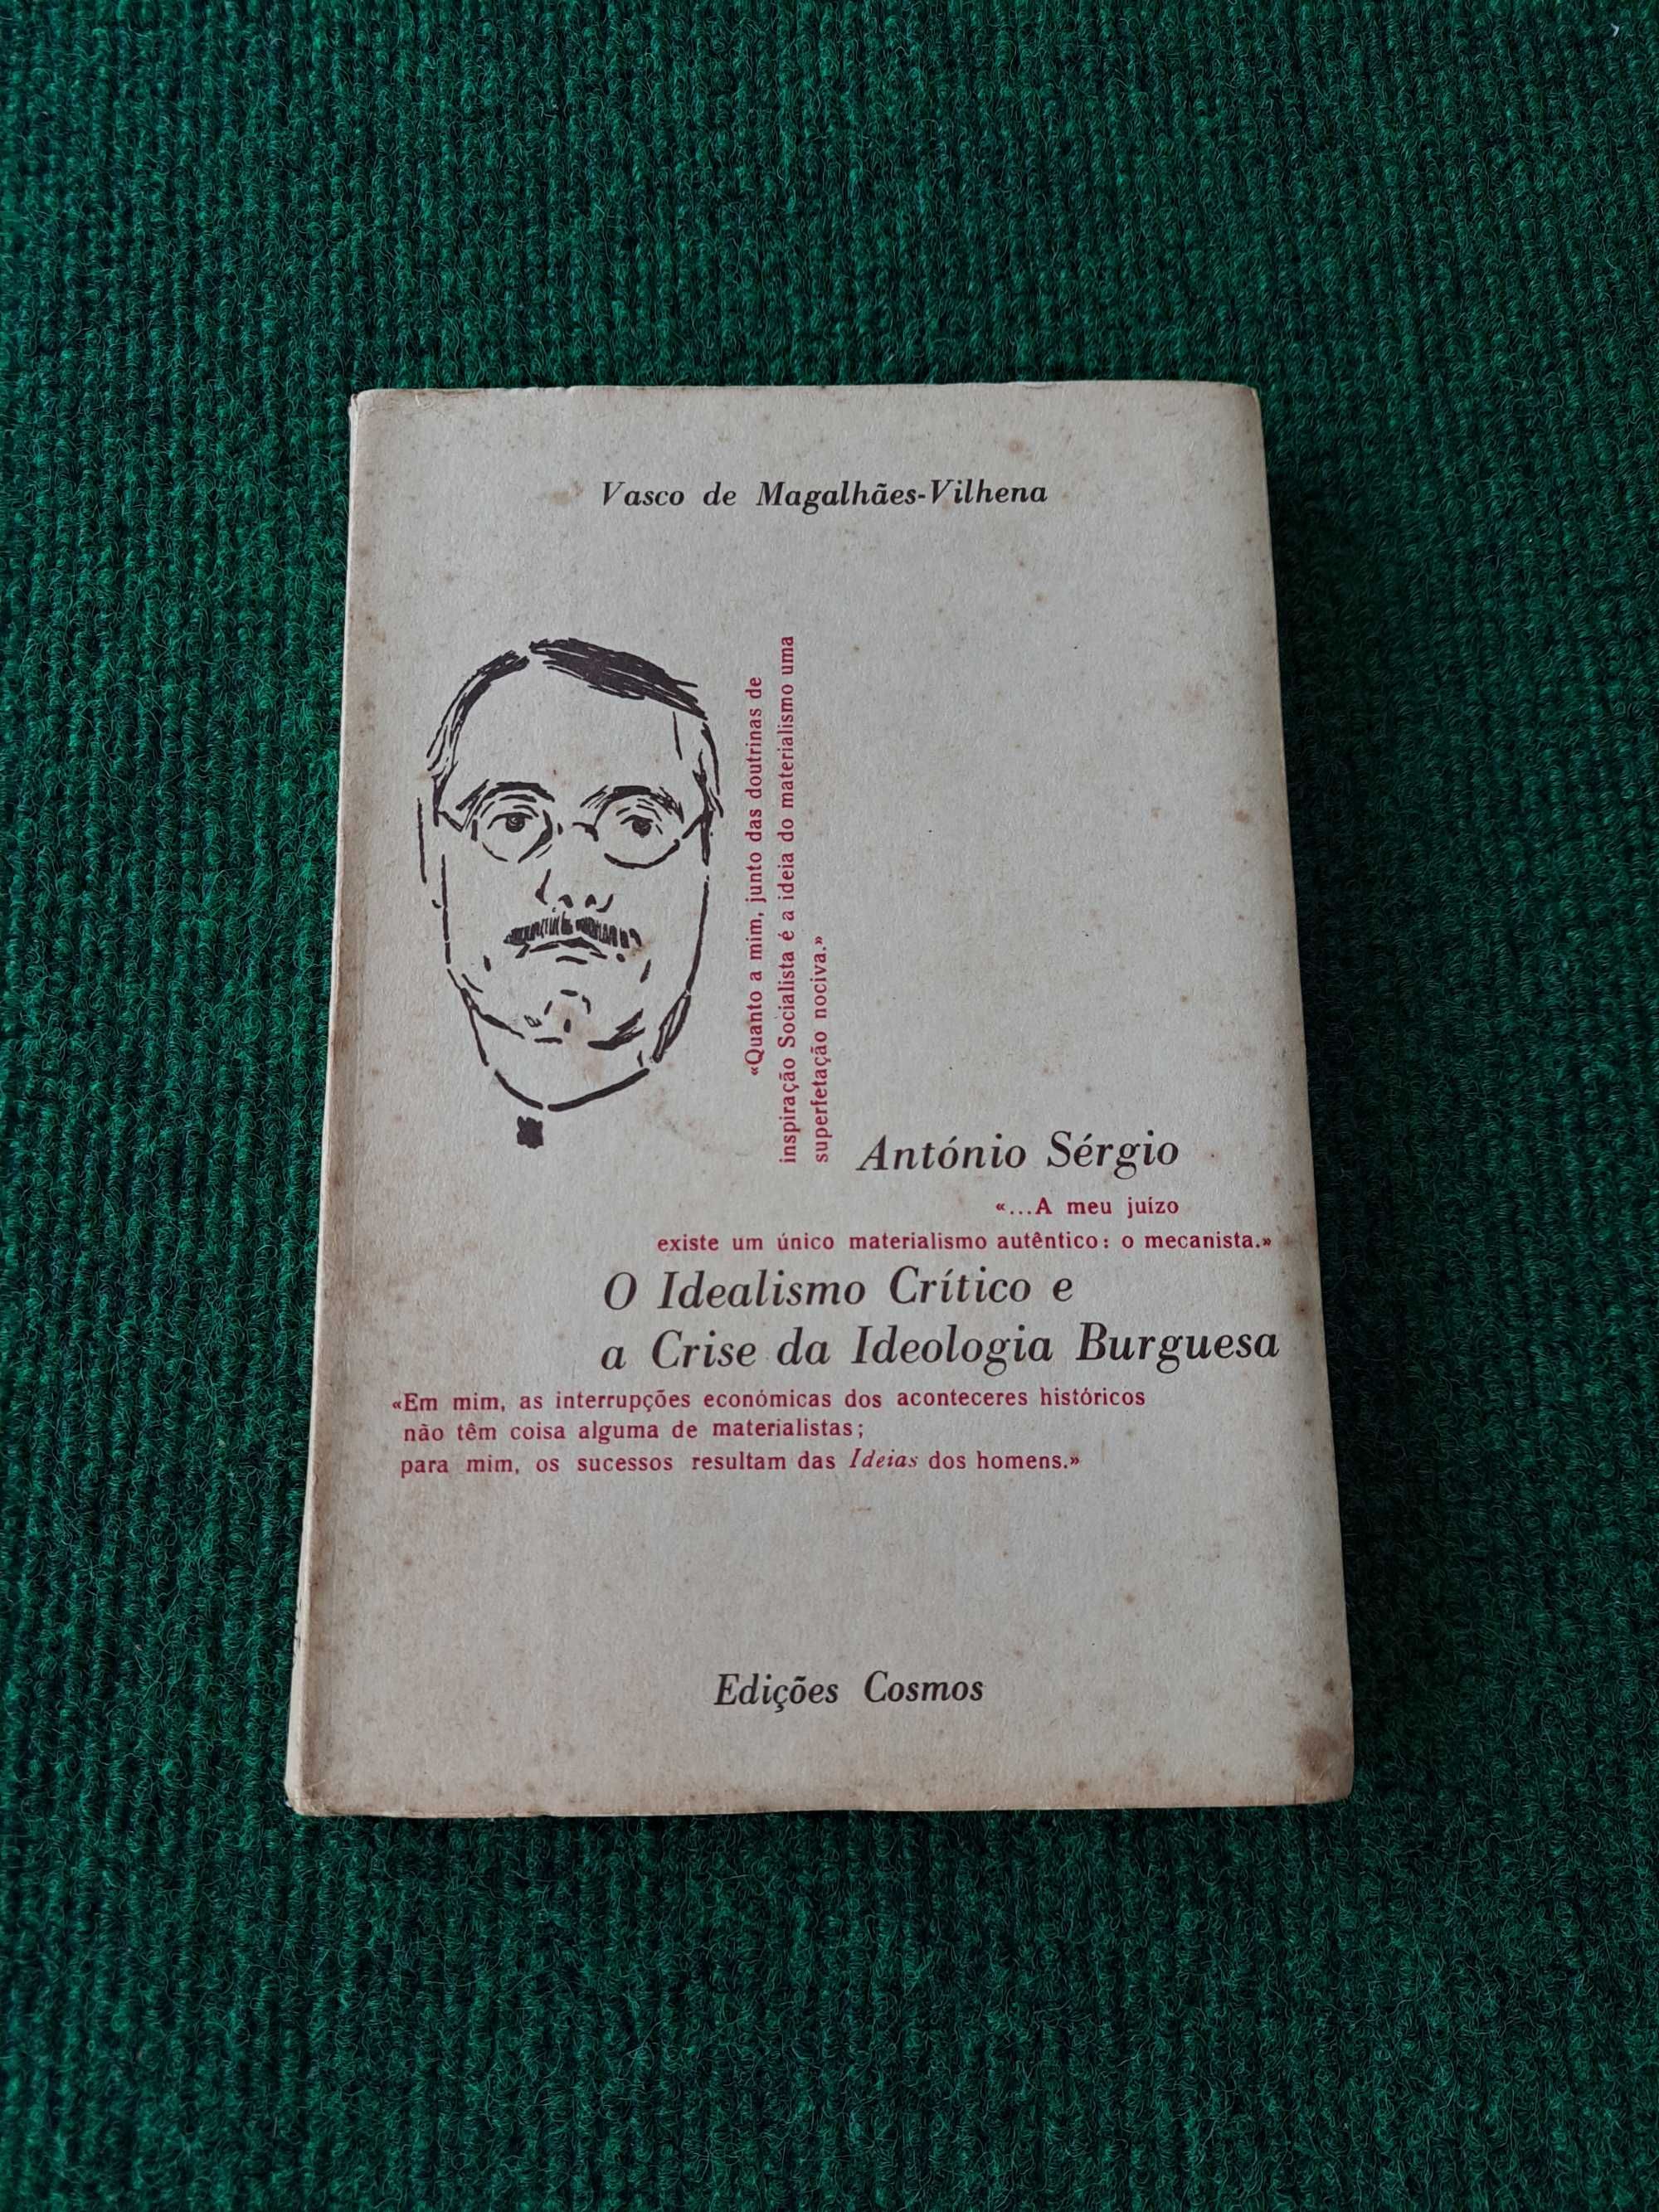 Vasco de Magalhães-Vilhena
«Quanto a mim, junto das doutrinas de
inspiração Socialista é a ideia do materialismo uma
superfetação nociva.»
António Sérgio
«...A meu juízo
existe um único materialismo autêntico: o mecanista.»
O Idealismo Crítico e
a Crise da Ideologia Burguesa
«Em mim, as interrupções económicas dos aconteceres históricos
não têm coisa alguma de materialistas;
para mim, os sucessos resultam das Ideias dos homens.»
Edições Cosmos